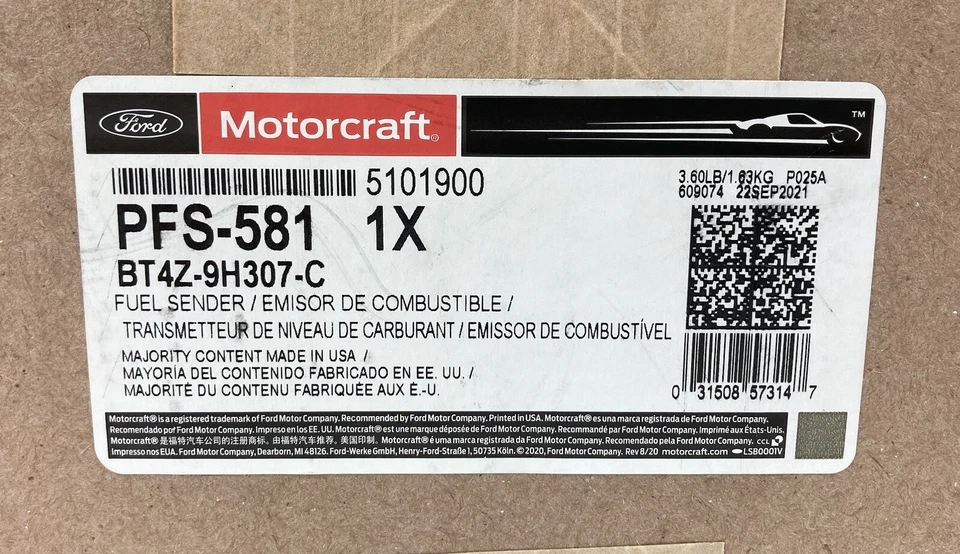 Ford
Motorcraft®
TM
5101900
3.60LB/1.63KG P025A
609074 22SEP2021
PFS-581 1X
BT4Z-9H307-C
FUEL SENDER / EMISOR DE COMBUSTIBLE /
TRANSMETTEUR DE NIVEAU DE CARBURANT / EMISSOR DE COMBUSTÍVEL
MAJORITY CONTENT MADE IN USA /
MAYORÍA DEL CONTENIDO FABRICADO EN EE. UU. /
MAJORITÉ DU CONTENU FABRIQUÉE AUX É.-U.
0 31508 57314 7
Motorcraft® is a registered trademark of Ford Motor Company. Recommended by Ford Motor Company. Printed in USA. Motorcraft® es una marca registrada de Ford Motor Company.
Recomendado por Ford Motor Company. Impreso en los EE. UU. Motorcraft® est une marque déposée de Ford Motor Company. Recommandé par Ford Motor Company. Imprimé aux États-Unis.
Motorcraft® 是福特汽车公司的注册商标。由福特汽车推荐。美国印制。Motorcraft® é uma marca registrada da Ford Motor Company. Recomendado pela Ford Motor Company. CCL
Impresso nos EUA. Ford Motor Company, Dearborn, MI 48126. Ford-Werke GmbH, Henry-Ford-Straße 1, 50735 Köln. © 2020, Ford Motor Company. Rev 8/20 motorcraft.com LSB0001V